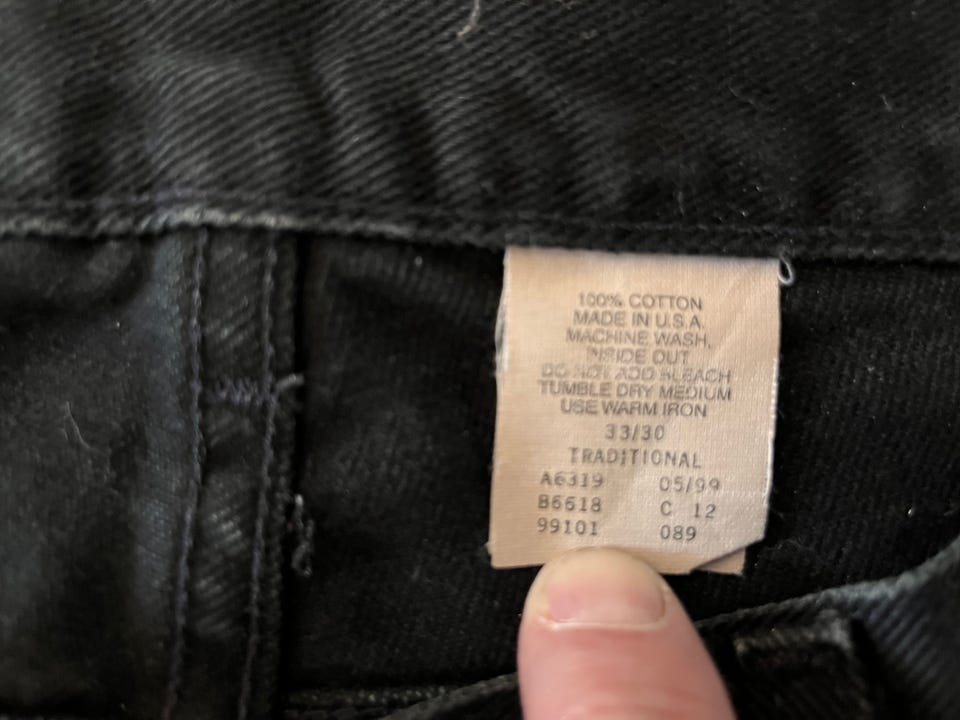 100% COTTON
MADE IN U.S.A.
MACHINE WASH,
INSIDE OUT
DO NOT ADD BLEACH
TUMBLE DRY MEDIUM
USE WARM IRON
33/30
TRADITIONAL
A6319 05/99
B6618 C 12
99101 089